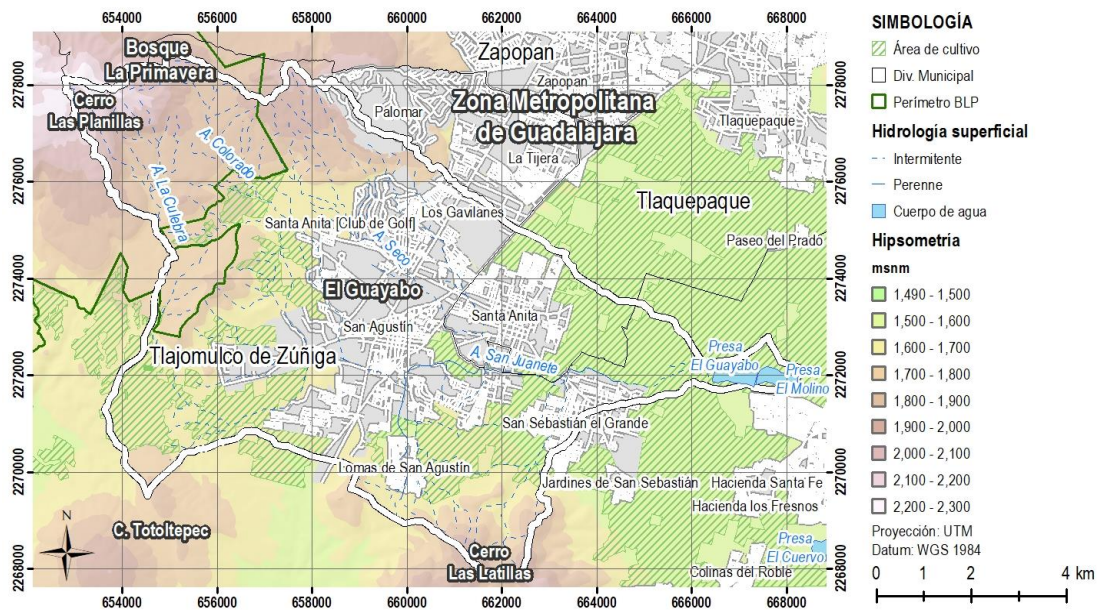 654000 656000 658000 660000 662000 664000 666000 668000
2278000
2276000
2274000
2272000
2270000
2268000
Bosque
La Primavera
Cerro
Las Planillas
A. Colorado
A. La Culebra
Palomar
Zapopan
Zapopan
Zona Metropolitana
de Guadalajara
La Tijera
Tlaquepaque
Tlaquepaque
Los Gavilanes
Santa Anita [Club de Golf]
A. Seco
Paseo del Prado
El Guayabo
San Agustín
Santa Anita
Tlajomulco de Zúñiga
A. San Juanete
Presa
El Guayabo
Presa
El Molino
San Sebastián el Grande
Lomas de San Agustín
Jardines de San Sebastián
Hacienda Santa Fe
Hacienda los Fresnos
C. Totoltepec
Cerro
Las Latillas
Presa
El Cuervo
Colinas del Roble
N
2278000
2276000
2274000
2272000
2270000
2268000
654000 656000 658000 660000 662000 664000 666000 668000
SIMBOLOGÍA
Área de cultivo
Div. Municipal
Perímetro BLP
Hidrología superficial
Intermitente
Perenne
Cuerpo de agua
Hipsometría
msnm
1,490 - 1,500
1,500 - 1,600
1,600 - 1,700
1,700 - 1,800
1,800 - 1,900
1,900 - 2,000
2,000 - 2,100
2,100 - 2,200
2,200 - 2,300
Proyección: UTM
Datum: WGS 1984
0 1 2 4 km